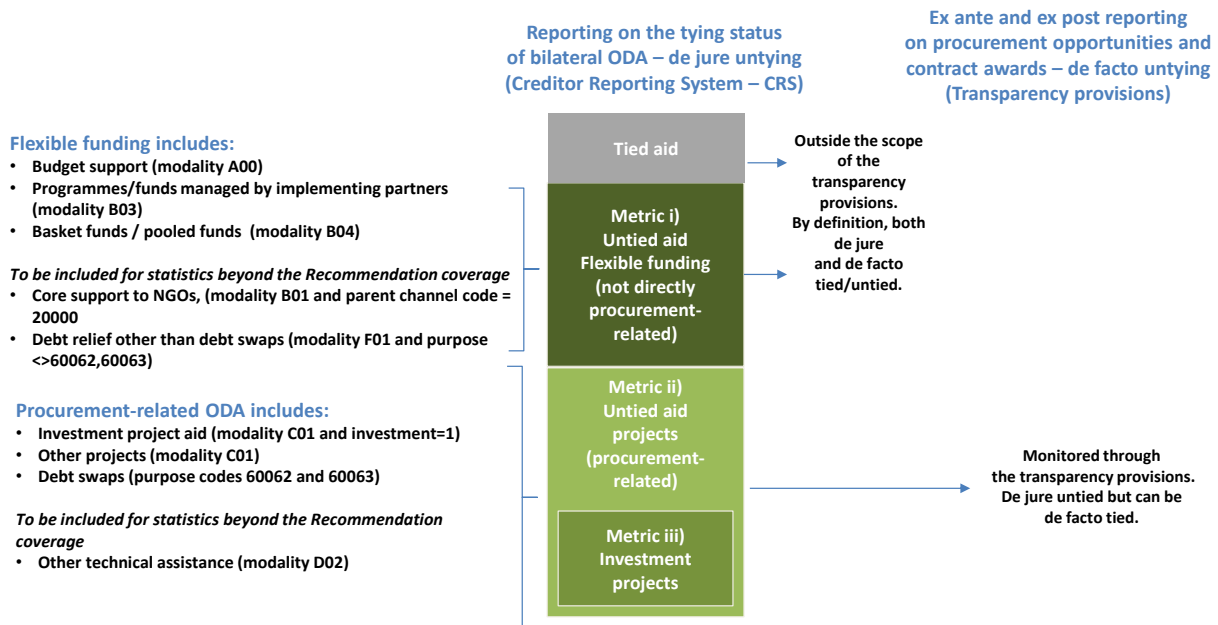 Reporting on the tying status
of bilateral ODA – de jure untying
(Creditor Reporting System – CRS)
Ex ante and ex post reporting
on procurement opportunities and
contract awards – de facto untying
(Transparency provisions)
Flexible funding includes:
• Budget support (modality A00)
• Programmes/funds managed by implementing partners
(modality B03)
• Basket funds / pooled funds (modality B04)
To be included for statistics beyond the Recommendation coverage
• Core support to NGOs, (modality B01 and parent channel code =
20000
• Debt relief other than debt swaps (modality F01 and purpose
<>60062,60063)
Procurement-related ODA includes:
• Investment project aid (modality C01 and investment=1)
• Other projects (modality C01)
• Debt swaps (purpose codes 60062 and 60063)
To be included for statistics beyond the Recommendation
coverage
• Other technical assistance (modality D02)
Tied aid
Metric i)
Untied aid
Flexible funding
(not directly
procurement-
related)
Metric ii)
Untied aid
projects
(procurement-
related)
Metric iii)
Investment
projects
Outside the scope
of the
transparency
provisions.
By definition, both
de jure
and de facto
tied/untied.
Monitored through
the transparency provisions.
De jure untied but can be
de facto tied.